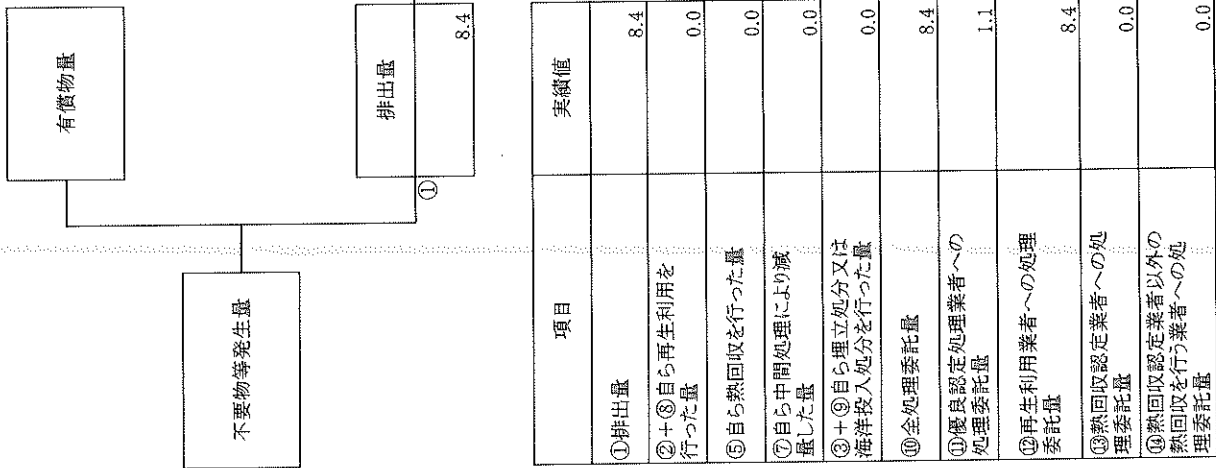 有償物量
不要物等発生量
排出量
①
8.4
項目
実績値
①排出量
8.4
②+⑧自ら再生利用を
行った量
0.0
⑤自ら熱回収を行った量
0.0
⑦自ら中間処理により減
量した量
0.0
③+⑨自ら埋立処分又は
海洋投入処分を行った量
0.0
⑩全処理委託量
8.4
⑪優良認定処理業者への
処理委託量
1.1
⑫再生利用業者への処理
委託量
8.4
⑬熱回収認定業者への処
理委託量
0.0
⑭熱回収認定業者以外の
熱回収を行う業者への処
理委託量
0.0